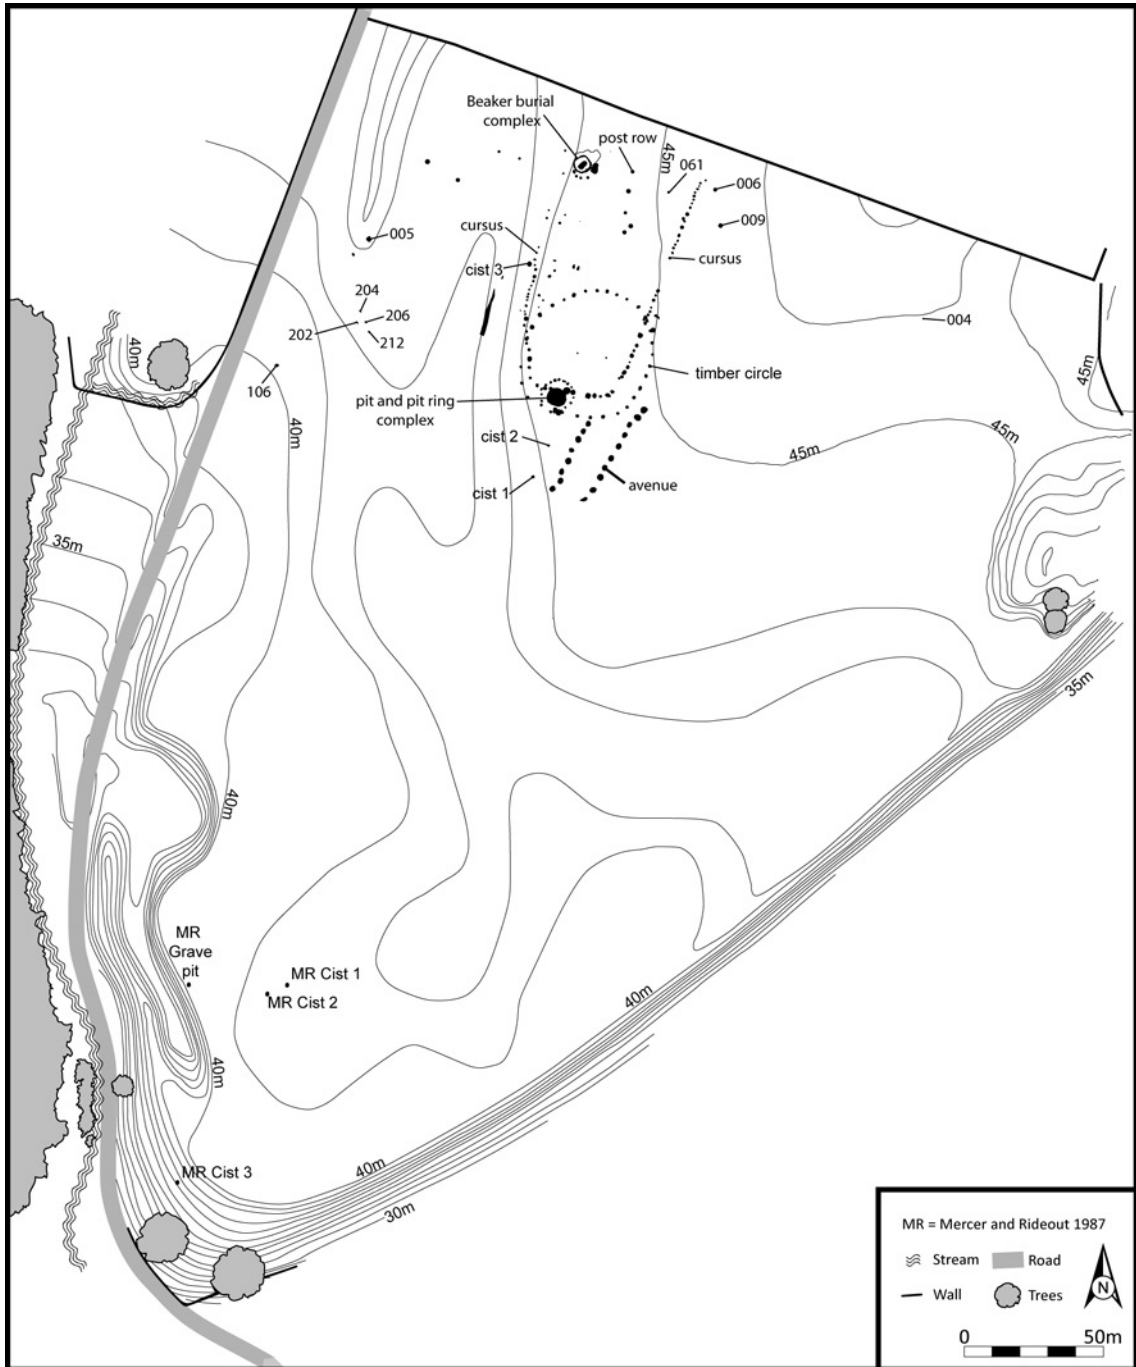 Beaker burial
complex
post row
45m
061
006
009
005
cursus
cist 3
cursus
204
206
202
212
004
40m
106
timber circle
45m
pit and pit ring
complex
40m
cist 2
45m
45m
avenue
cist 1
35m
35m
40m
MR
Grave
pit
MR Cist 1
MR Cist 2
40m
40m
MR Cist 3
40m
30m
MR = Mercer and Rideout 1987
Stream
Road
Wall
Trees
N
0
50m